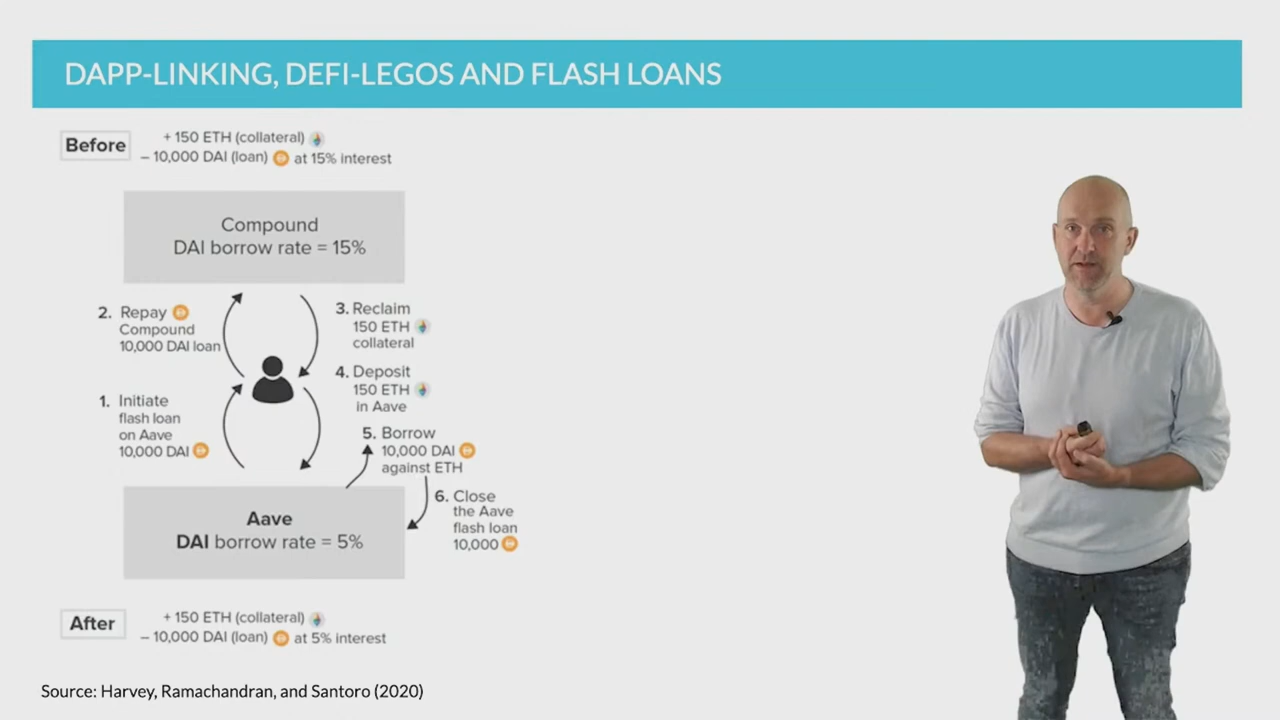 DAPP-LINKING, DEFI-LEGOS AND FLASH LOANS
Before
+ 150 ETH (collateral)
– 10,000 DAI (loan) at 15% interest
Compound
DAI borrow rate = 15%
2. Repay
Compound
10,000 DAI loan
3. Reclaim
150 ETH
collateral
1. Initiate
flash loan
on Aave
10,000 DAI
4. Deposit
150 ETH
in Aave
5. Borrow
10,000 DAI
against ETH
6. Close
the Aave
flash loan
10,000
Aave
DAI borrow rate = 5%
After
+ 150 ETH (collateral)
– 10,000 DAI (loan) at 5% interest
Source: Harvey, Ramachandran, and Santoro (2020)